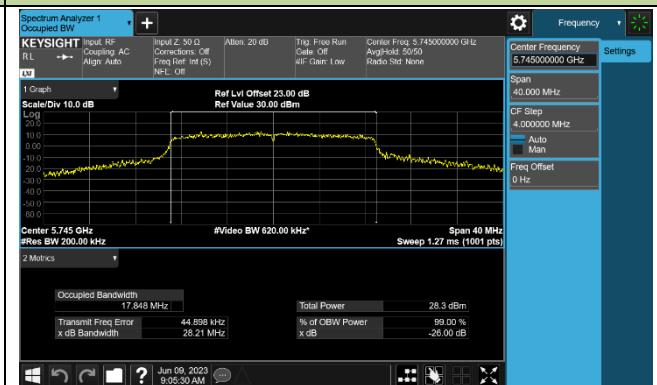 Spectrum Analyzer 1
Occupied BW
+
Frequency
KEYSIGHT
RL
LXI
Input: RF
Coupling: AC
Align: Auto
Input Z: 50 Ω
Corrections: Off
Freq Ref: Int (S)
NFE: Off
Atten: 20 dB
Trig: Free Run
Gate: Off
#IF Gain: Low
Center Freq: 5.745000000 GHz
Avg|Hold: 50/50
Radio Std: None
Center Frequency
5.745000000 GHz
Settings
Span
40.000 MHz
CF Step
4.000000 MHz
Auto
Man
Freq Offset
0 Hz
1 Graph
Scale/Div 10.0 dB
Ref Lvl Offset 23.00 dB
Ref Value 30.00 dBm
Log
20.0
10.0
0.00
-10.0
-20.0
-30.0
-40.0
-50.0
-60.0
Center 5.745 GHz
#Res BW 200.00 kHz
#Video BW 620.00 kHz*
Span 40 MHz
Sweep 1.27 ms (1001 pts)
2 Metrics
Occupied Bandwidth
17.848 MHz
Total Power 28.3 dBm
Transmit Freq Error 44.898 kHz
% of OBW Power 99.00 %
x dB Bandwidth 28.21 MHz
x dB -26.00 dB
?
Jun 09, 2023
9:05:30 AM